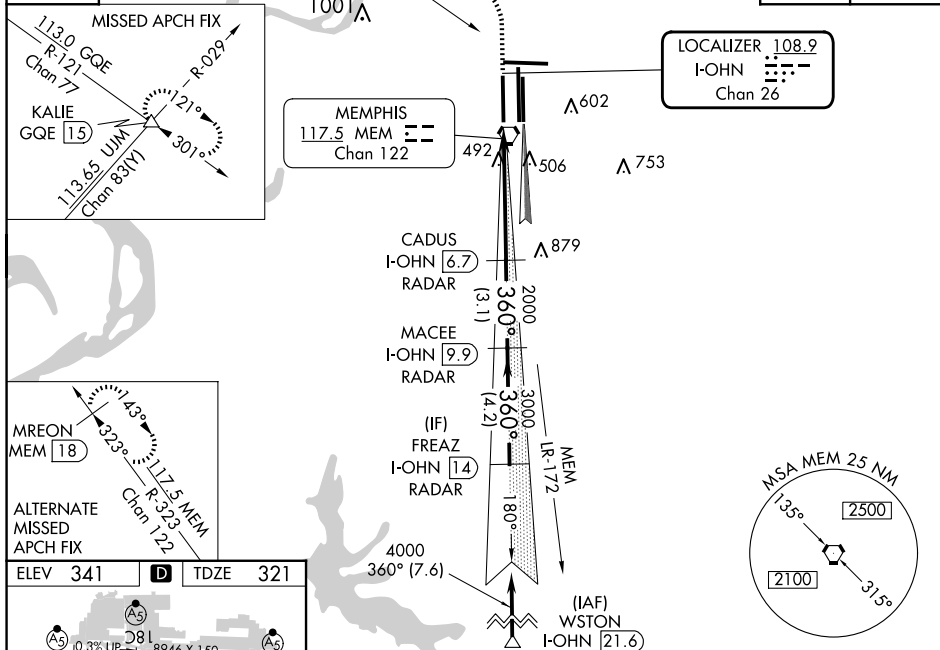 1001
MISSED APCH FIX
113.0 GQE
R-121
Chan 77
R-029
121°
301°
KALIE
GQE 15
113.65 UJM
Chan 83(Y)
LOCALIZER 108.9
I-OHN
Chan 26
MEMPHIS
117.5 MEM
Chan 122
602
492
506
753
879
CADUS
I-OHN 6.7
RADAR
2000
360°
(3.1)
MACEE
I-OHN 9.9
RADAR
3000
360°
(4.2)
(IF)
FREAZ
I-OHN 14
RADAR
MEM
LR-172
180°
4000
360° (7.6)
(IAF)
WSTON
I-OHN 21.6
MREON
MEM 18
143°
323°
117.5 MEM
R-323
Chan 122
ALTERNATE
MISSED
APCH FIX
MSA MEM 25 NM
135°
2500
2100
315°
ELEV 341 D TDZE 321
A5
A5
A5
0.3% UP
18C
8946 X 150